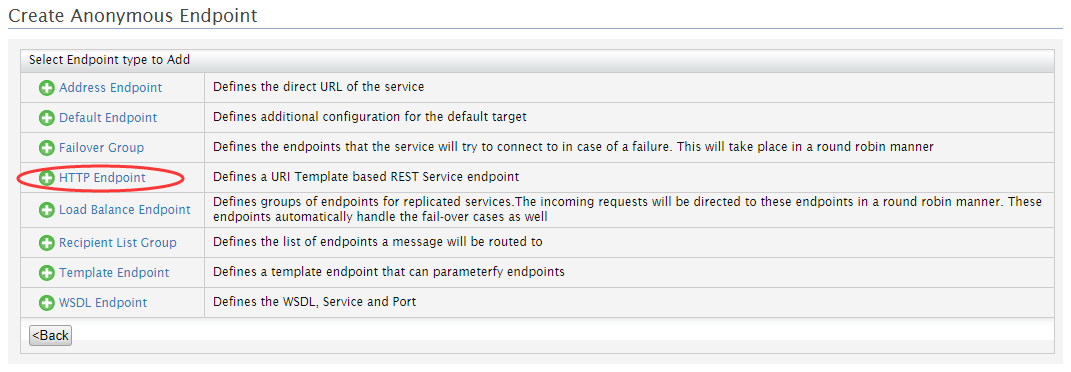 Create Anonymous Endpoint
Select Endpoint type to Add
Address Endpoint Defines the direct URL of the service
Default Endpoint Defines additional configuration for the default target
Failover Group Defines the endpoints that the service will try to connect to in case of a failure. This will take place in a round robin manner
HTTP Endpoint Defines a URI Template based REST Service endpoint
Load Balance Endpoint Defines groups of endpoints for replicated services.The incoming requests will be directed to these endpoints in a round robin manner. These
endpoints automatically handle the fail-over cases as well
Recipient List Group Defines the list of endpoints a message will be routed to
Template Endpoint Defines a template endpoint that can parameterfy endpoints
WSDL Endpoint Defines the WSDL, Service and Port
<Back